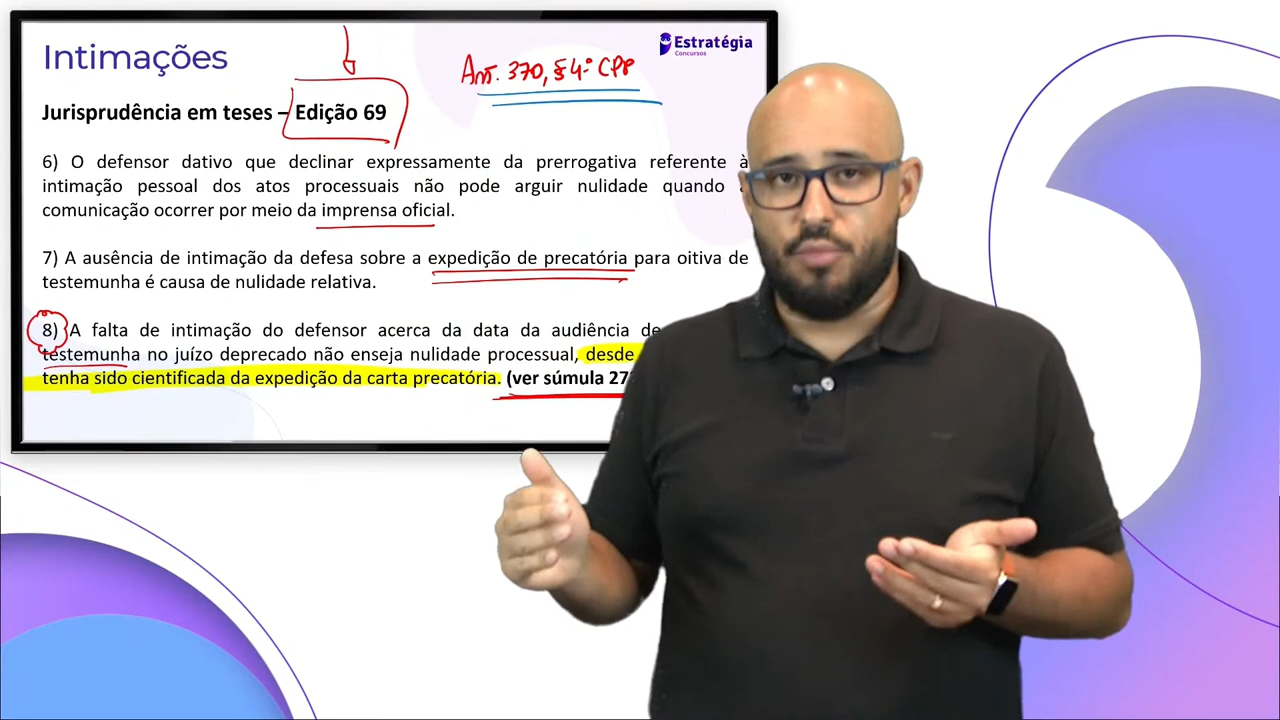 Intimações
Estratégia
Concursos
Art. 370, § 4º CPP
Jurisprudência em teses – Edição 69
6) O defensor dativo que declinar expressamente da prerrogativa referente à
intimação pessoal dos atos processuais não pode arguir nulidade quando
comunicação ocorrer por meio da imprensa oficial.
7) A ausência de intimação da defesa sobre a expedição de precatória para oitiva de
testemunha é causa de nulidade relativa.
8) A falta de intimação do defensor acerca da data da audiência de
testemunha no juízo deprecado não enseja nulidade processual, desde
tenha sido cientificada da expedição da carta precatória. (ver súmula 27